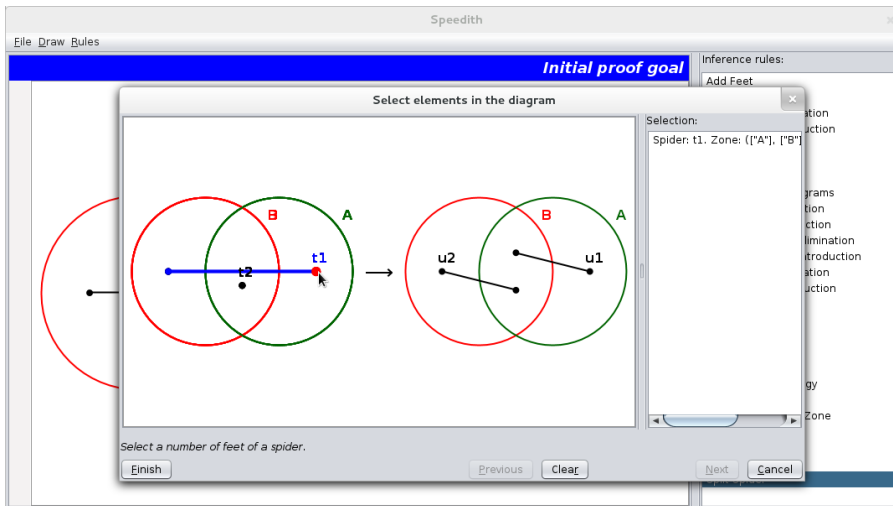 Speedith
File Draw Rules
Initial proof goal
Inference rules:
Add Feet
Select elements in the diagram
ation
uction
Selection:
Spider: t1. Zone: (["A"], ["B"]
grams
tion
ction
limination
ntroduction
ation
uction
B
A
t1
t2
B
A
u2
u1
gy
Zone
Select a number of feet of a spider.
Finish
Previous
Clear
Next
Cancel